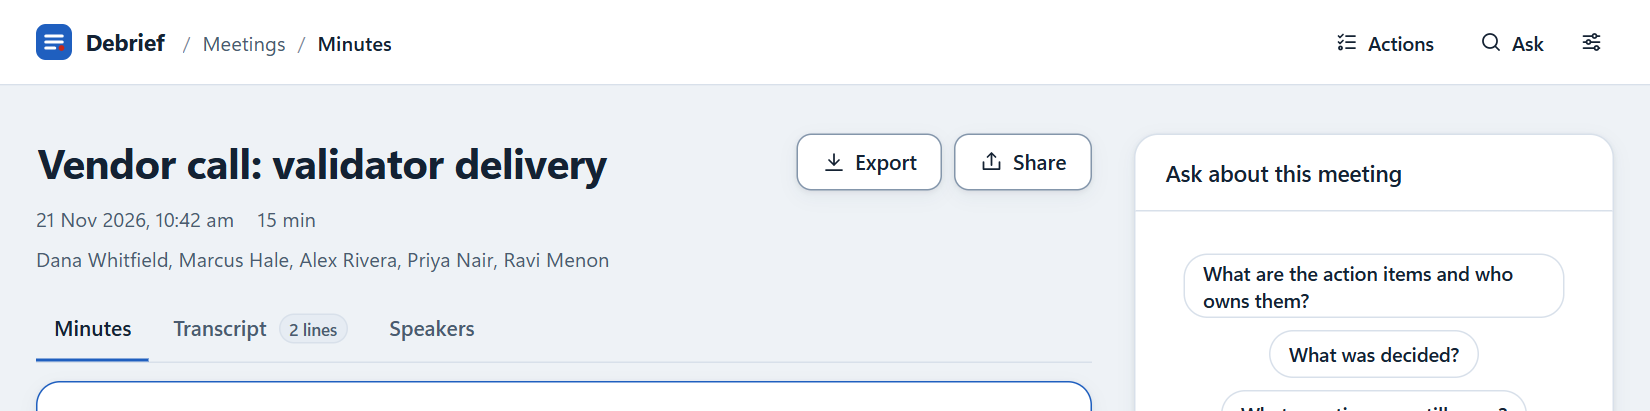 Debrief / Meetings / Minutes
Actions
Ask
Vendor call: validator delivery
Export
Share
21 Nov 2026, 10:42 am 15 min
Dana Whitfield, Marcus Hale, Alex Rivera, Priya Nair, Ravi Menon
Minutes
Transcript 2 lines
Speakers
Ask about this meeting
What are the action items and who
owns them?
What was decided?